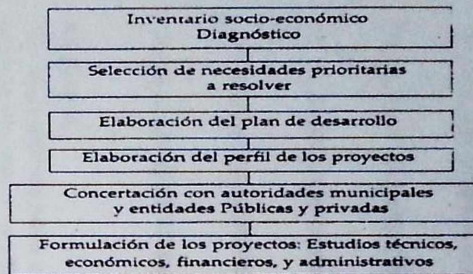 Inventario socio-económico
Diagnóstico
Selección de necesidades prioritarias
a resolver
Elaboración del plan de desarrollo
Elaboración del perfil de los proyectos
Concertación con autoridades municipales
y entidades Públicas y privadas
Formulación de los proyectos: Estudios técnicos,
económicos, financieros, y administrativos